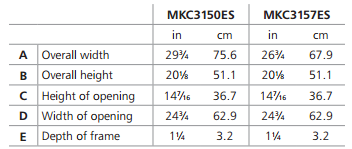 MKC3150ES MKC3157ES
in cm in cm
A Overall width 29¾ 75.6 26¾ 67.9
B Overall height 20⅛ 51.1 20⅛ 51.1
C Height of opening 14⁷⁄₁₆ 36.7 14⁷⁄₁₆ 36.7
D Width of opening 24¾ 62.9 24¾ 62.9
E Depth of frame 1¼ 3.2 1¼ 3.2